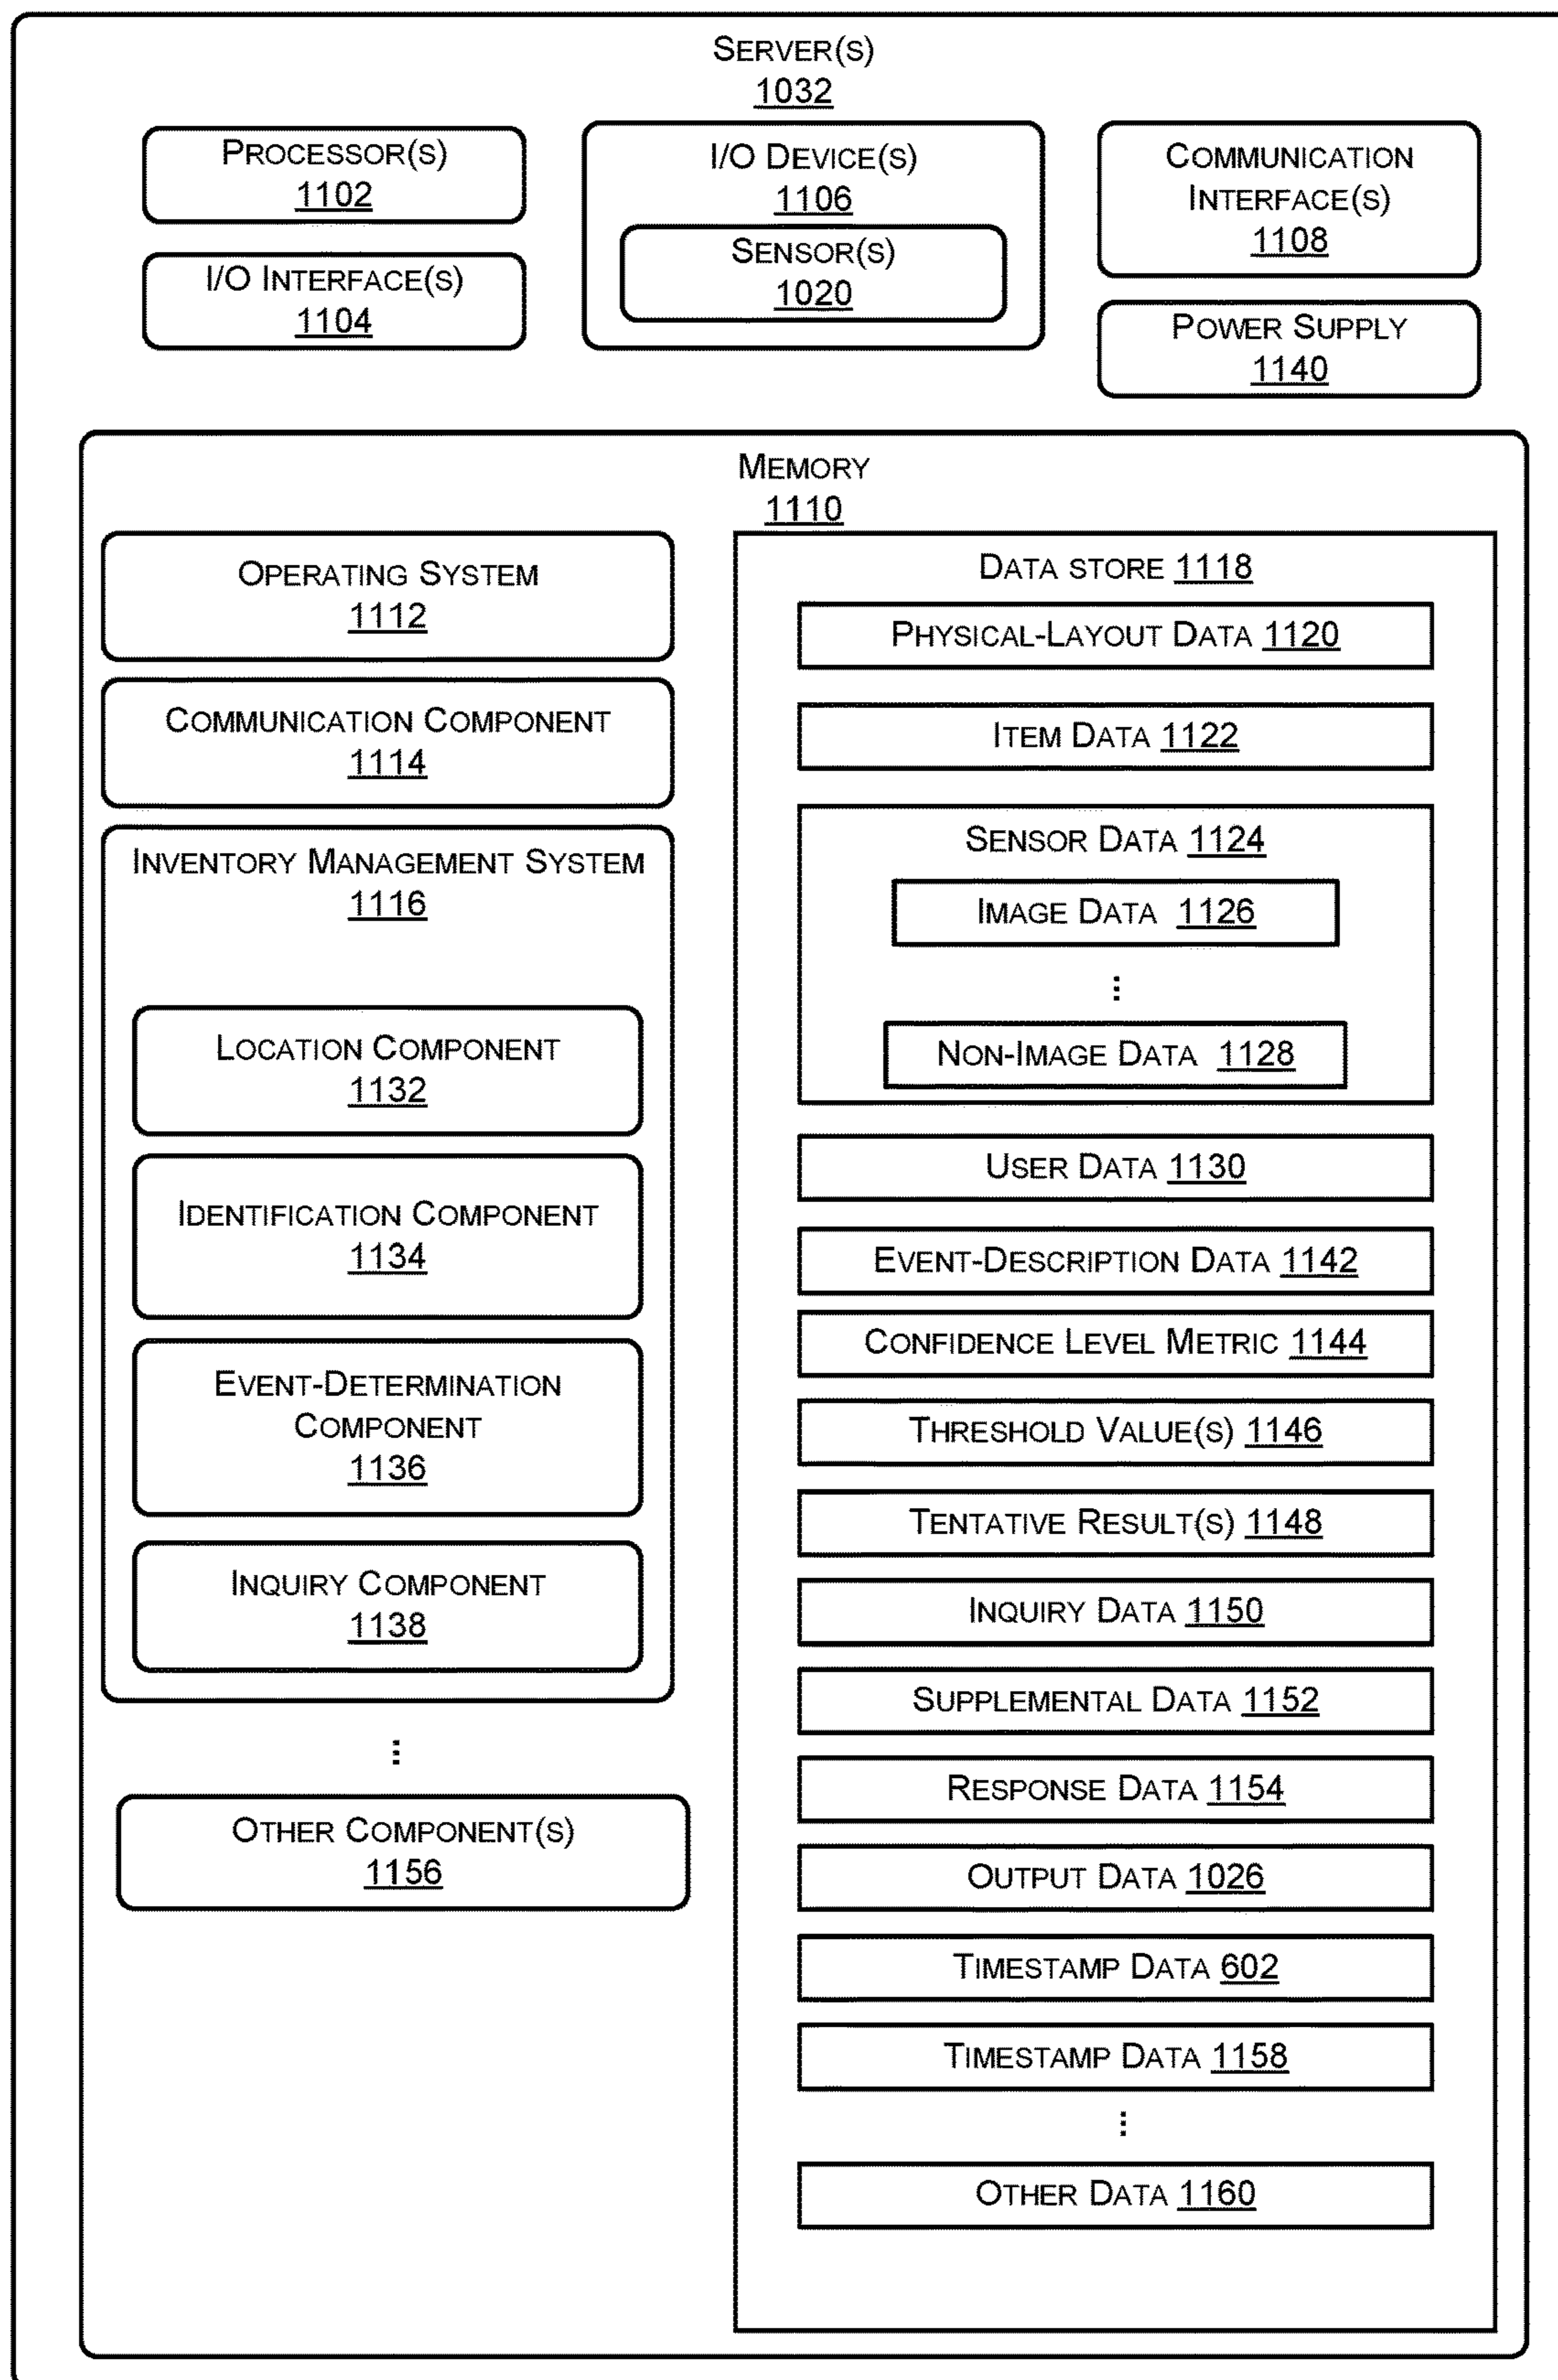 SERVER(S)
1032
PROCESSOR(S)
1102
I/O INTERFACE(S)
1104
I/O DEVICE(S)
1106
SENSOR(S)
1020
COMMUNICATION
INTERFACE(S)
1108
POWER SUPPLY
1140
MEMORY
1110
OPERATING SYSTEM
1112
COMMUNICATION COMPONENT
1114
INVENTORY MANAGEMENT SYSTEM
1116
LOCATION COMPONENT
1132
IDENTIFICATION COMPONENT
1134
EVENT-DETERMINATION
COMPONENT
1136
INQUIRY COMPONENT
1138
⋮
OTHER COMPONENT(S)
1156
DATA STORE 1118
PHYSICAL-LAYOUT DATA 1120
ITEM DATA 1122
SENSOR DATA 1124
IMAGE DATA 1126
⋮
NON-IMAGE DATA 1128
USER DATA 1130
EVENT-DESCRIPTION DATA 1142
CONFIDENCE LEVEL METRIC 1144
THRESHOLD VALUE(S) 1146
TENTATIVE RESULT(S) 1148
INQUIRY DATA 1150
SUPPLEMENTAL DATA 1152
RESPONSE DATA 1154
OUTPUT DATA 1026
TIMESTAMP DATA 602
TIMESTAMP DATA 1158
⋮
OTHER DATA 1160